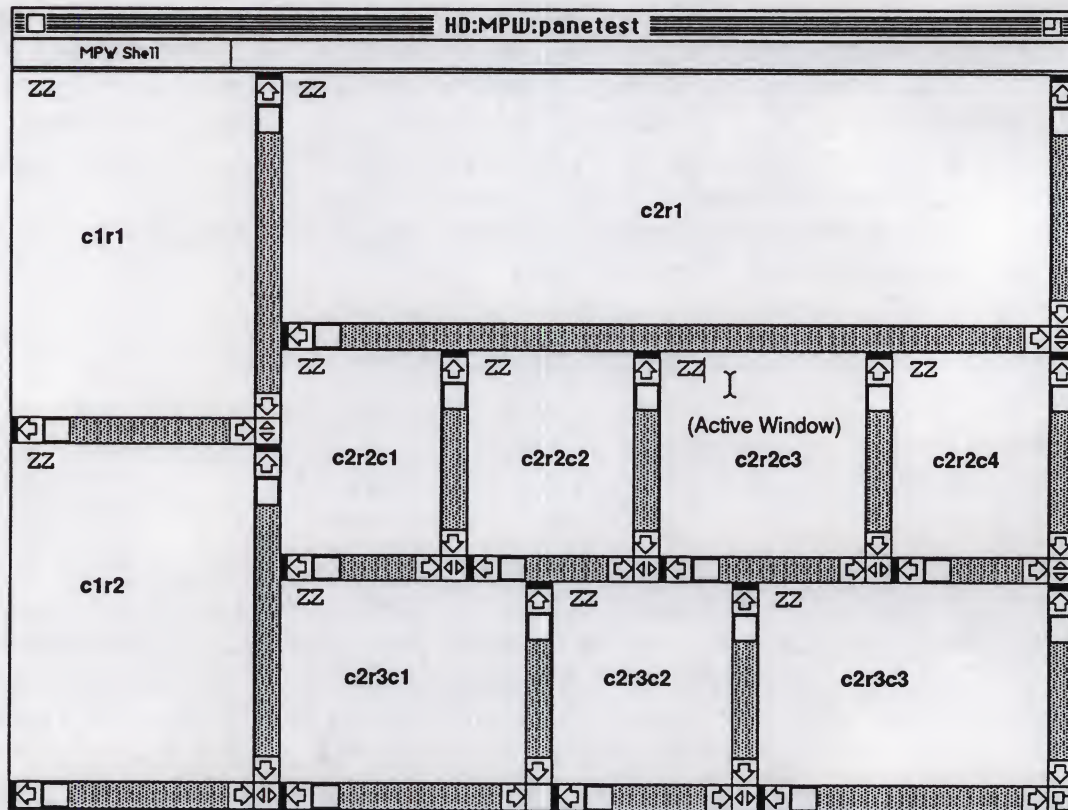 HD:MPW:panetest
MPW Shell
ZZ
ZZ
c1r1
c2r1
ZZ
ZZ
ZZ
ZZ
(Active Window)
c2r2c1
c2r2c2
c2r2c3
c2r2c4
ZZ
c1r2
ZZ
ZZ
ZZ
c2r3c1
c2r3c2
c2r3c3